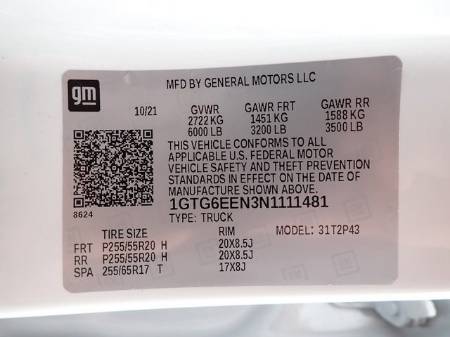 gm
MFD BY GENERAL MOTORS LLC
10/21 GVWR GAWR FRT GAWR RR
2722 KG 1451 KG 1588 KG
6000 LB 3200 LB 3500 LB
THIS VEHICLE CONFORMS TO ALL
APPLICABLE U.S. FEDERAL MOTOR
VEHICLE SAFETY AND THEFT PREVENTION
STANDARDS IN EFFECT ON THE DATE OF
MANUFACTURE SHOWN ABOVE.
8624 1GTG6EEN3N1111481
TYPE: TRUCK
TIRE SIZE RIM MODEL: 31T2P43
FRT P255/55R20 H 20X8.5J
RR P255/55R20 H 20X8.5J
SPA 255/65R17 T 17X8J